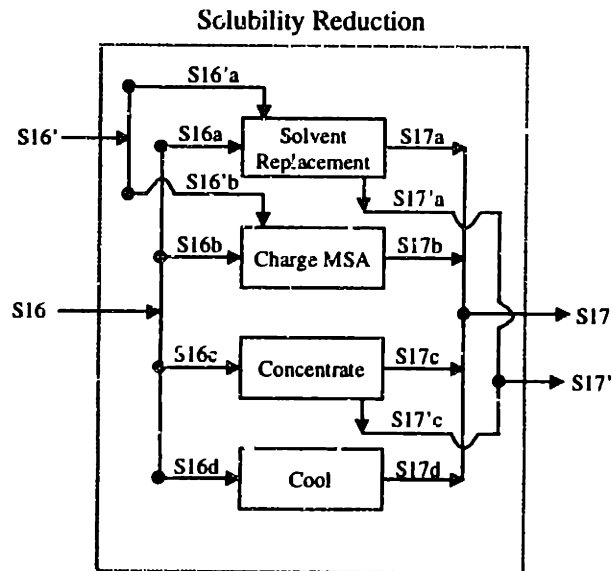 Solubility Reduction
S16'a
S16'
S16a
Solvent
Replacement
S17a
S16'b
S17'a
S16b
Charge MSA
S17b
S16
S17
S16c
Concentrate
S17c
S17'
S17'c
S16d
Cool
S17d